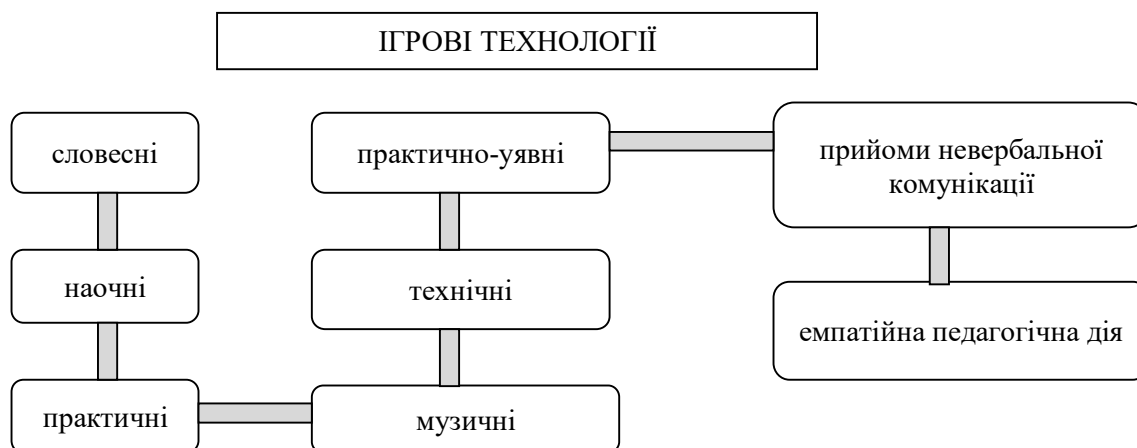 ІГРОВІ ТЕХНОЛОГІЇ
словесні
наочні
практичні
музичні
технічні
практично-уявні
прийоми невербальної
комунікації
емпатійна педагогічна дія